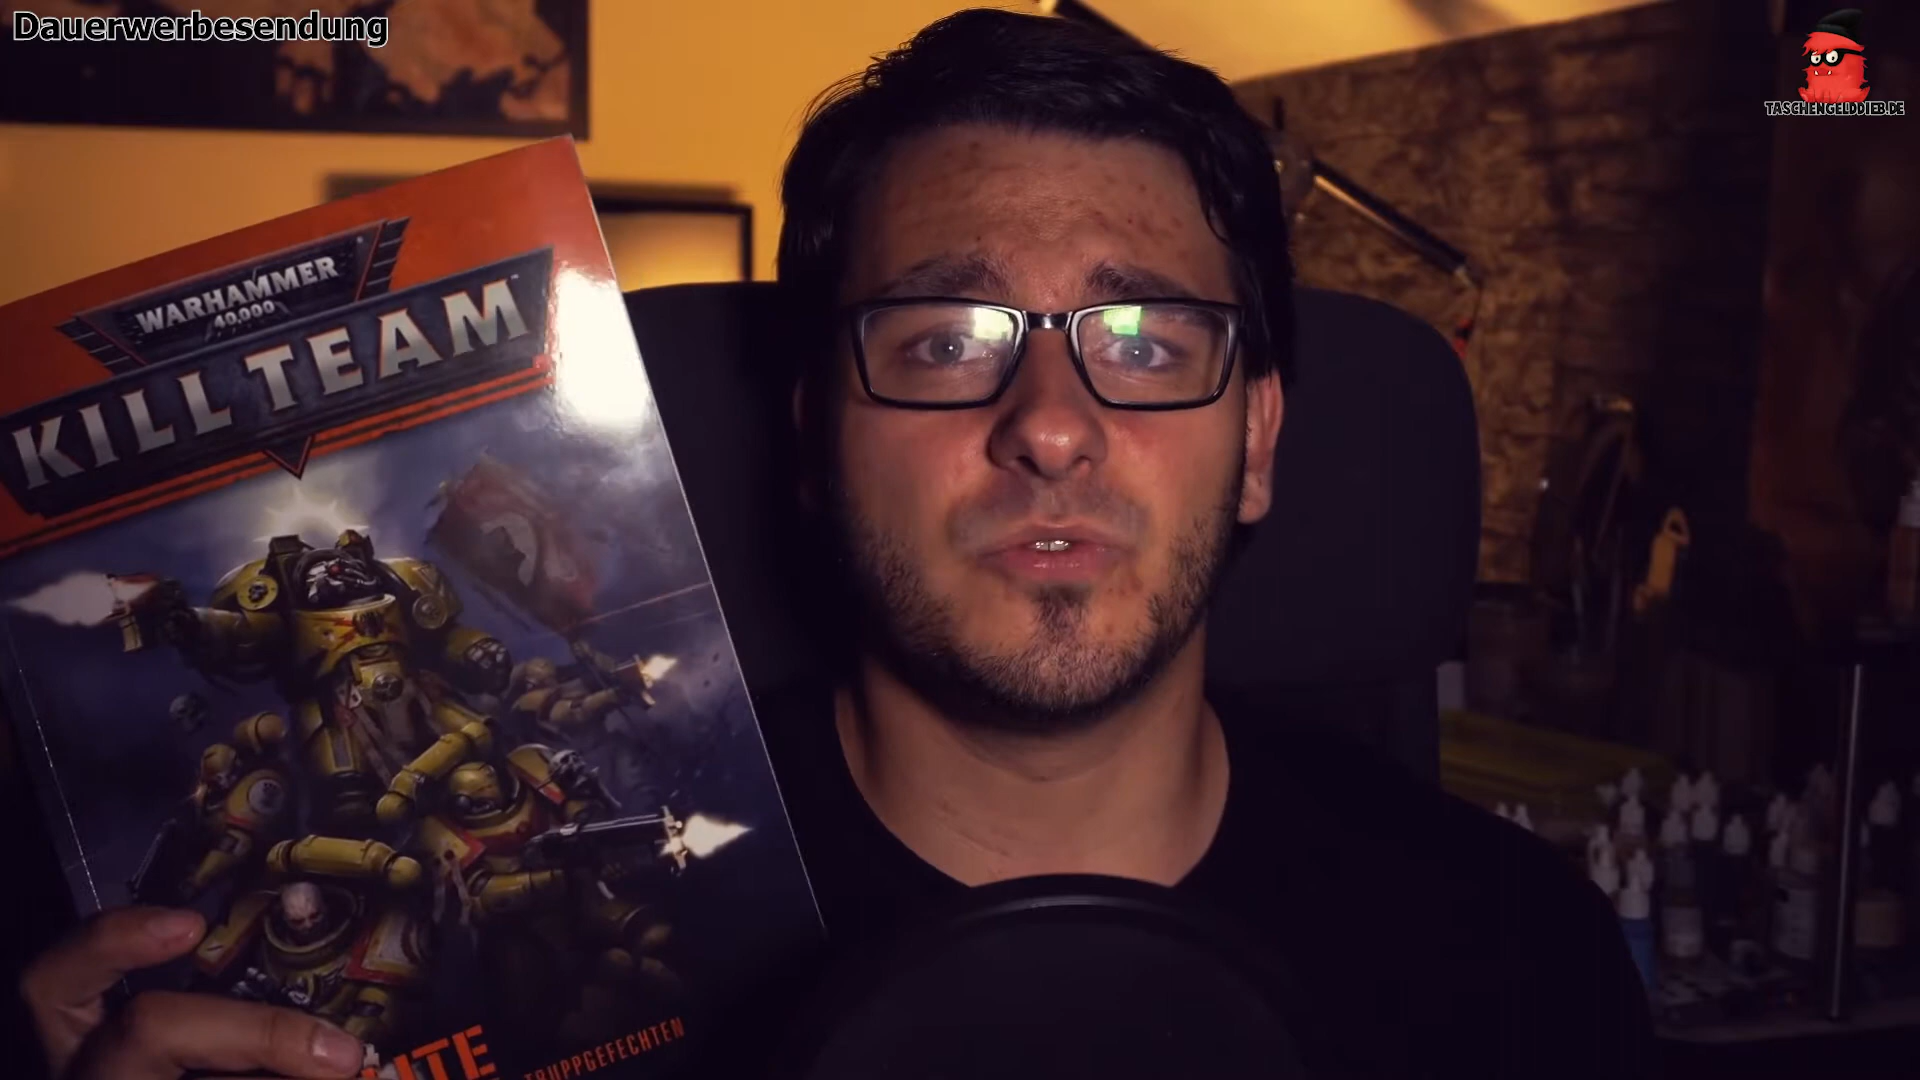 Dauerwerbesendung
TASCHENGELDDIEB.DE
WARHAMMER
40,000
KILL TEAM
TRUPPGEFECHTEN